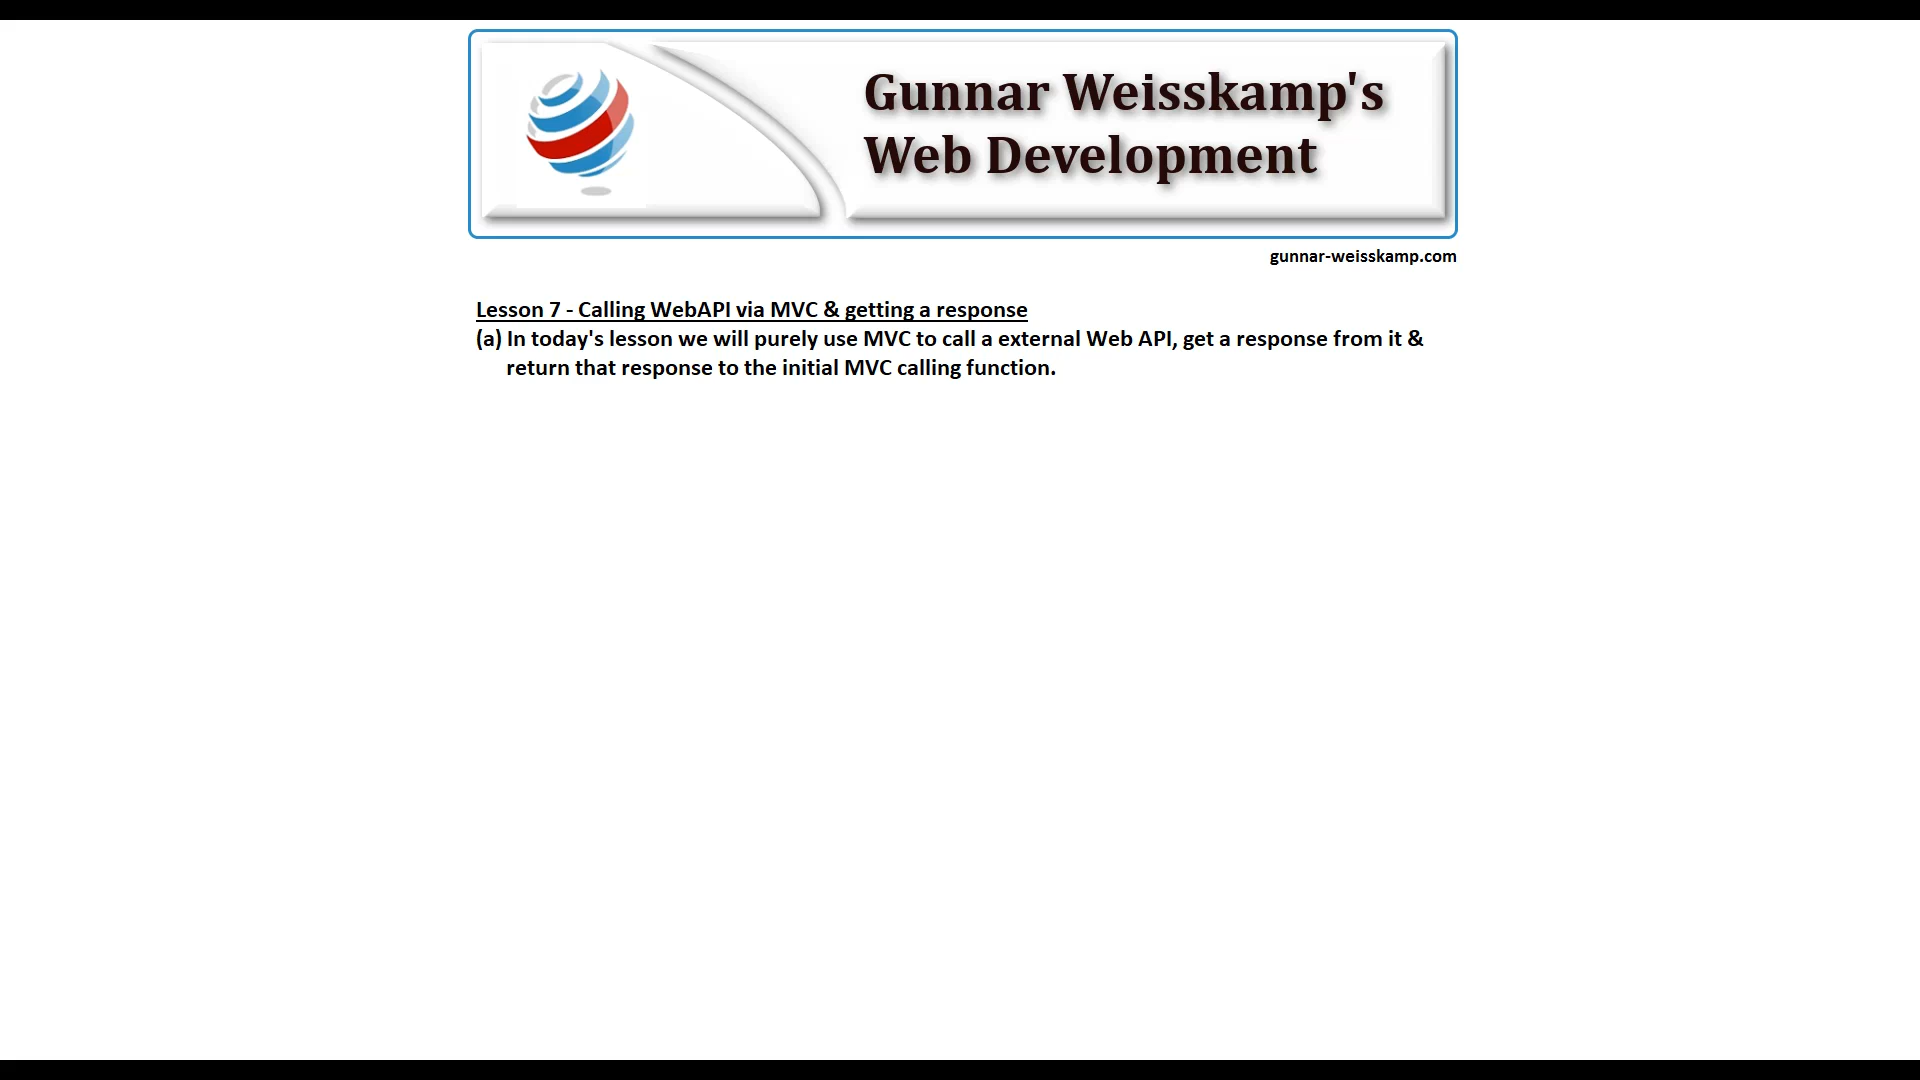 Gunnar Weisskamp's
Web Development
gunnar-weisskamp.com
Lesson 7 - Calling WebAPI via MVC & getting a response
(a) In today's lesson we will purely use MVC to call a external Web API, get a response from it &
return that response to the initial MVC calling function.